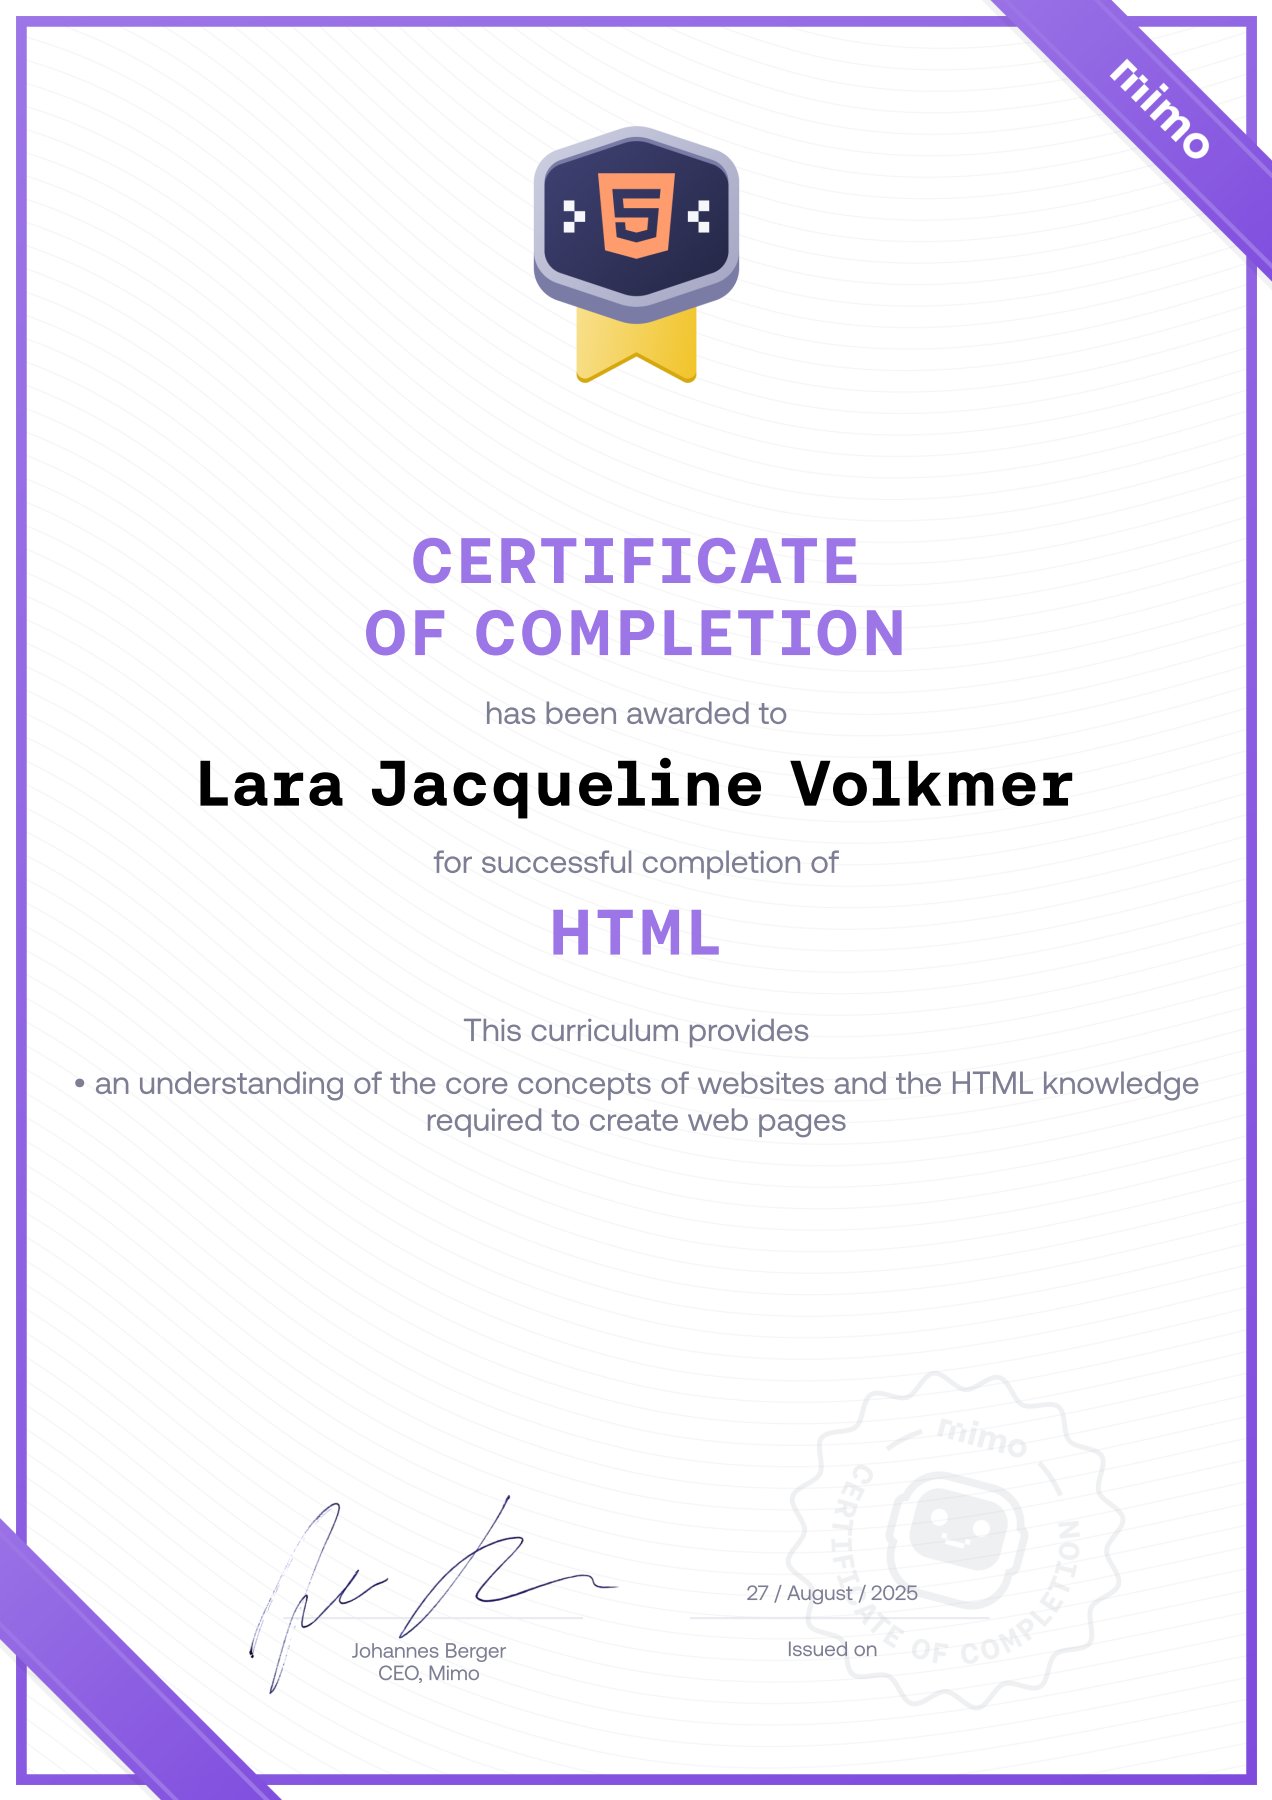 mimo
CERTIFICATE
OF COMPLETION
has been awarded to
Lara Jacqueline Volkmer
for successful completion of
HTML
This curriculum provides
• an understanding of the core concepts of websites and the HTML knowledge
required to create web pages
mimo
CERTIFICATE OF COMPLETION
27 / August / 2025
Johannes Berger
CEO, Mimo
Issued on